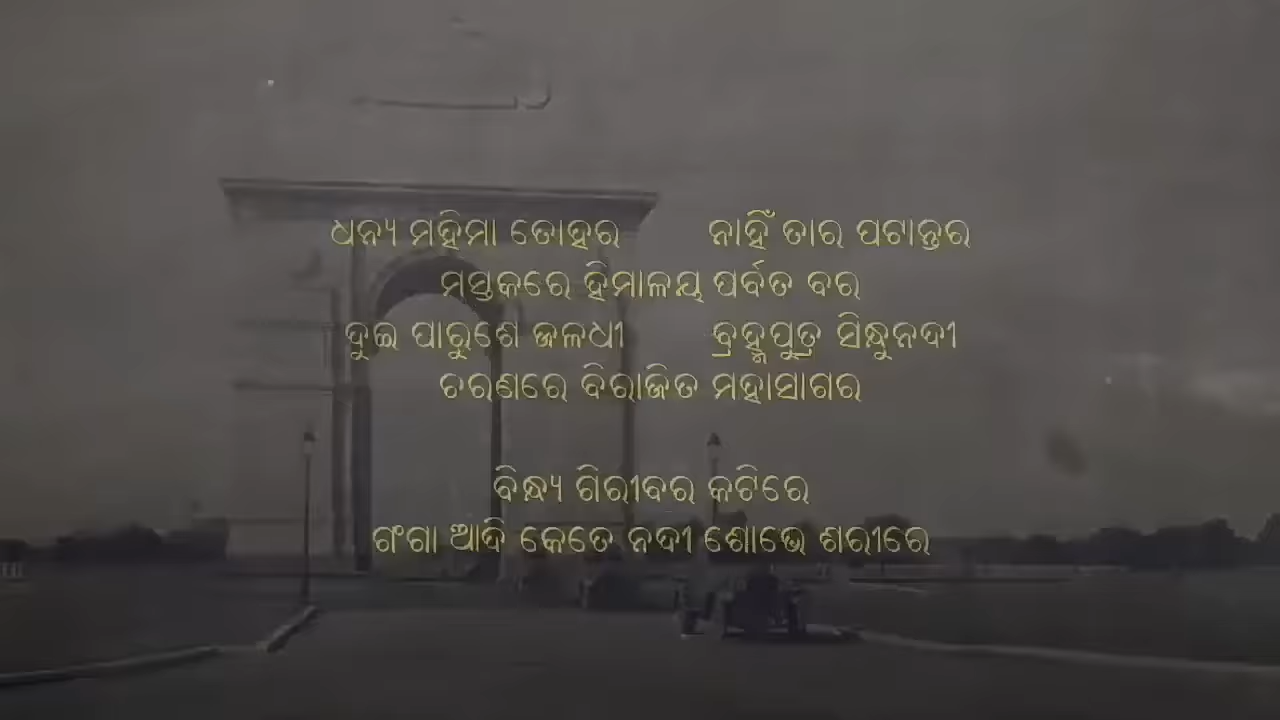 ଧନ୍ୟ ମହିମା ତୋହର ନାହିଁ ତାର ପଟାନ୍ତର
ମସ୍ତକରେ ହିମାଳୟ ପର୍ବତ ବର
ଦୁଇ ପାରୁଶେ ଜଳଧୀ ବ୍ରହ୍ମପୁତ୍ର ସିନ୍ଧୁନଦୀ
ଚରଣରେ ବିରାଜିତ ମହାସାଗର
ବିନ୍ଧ୍ୟ ଗିରୀବର କଟିରେ
ଗଂଗା ଆଦି କେତେ ନଦୀ ଶୋଭେ ଶରୀରେ